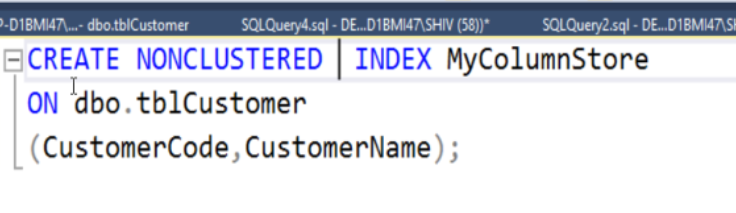 P-D1BMI47\...- dbo.tblCustomer SQLQuery4.sql - DE...D1BMI47\SHIV (58))* SQLQuery2.sql - DE...D1BMI47\SH
CREATE NONCLUSTERED INDEX MyColumnStore
ON dbo.tblCustomer
(CustomerCode,CustomerName);